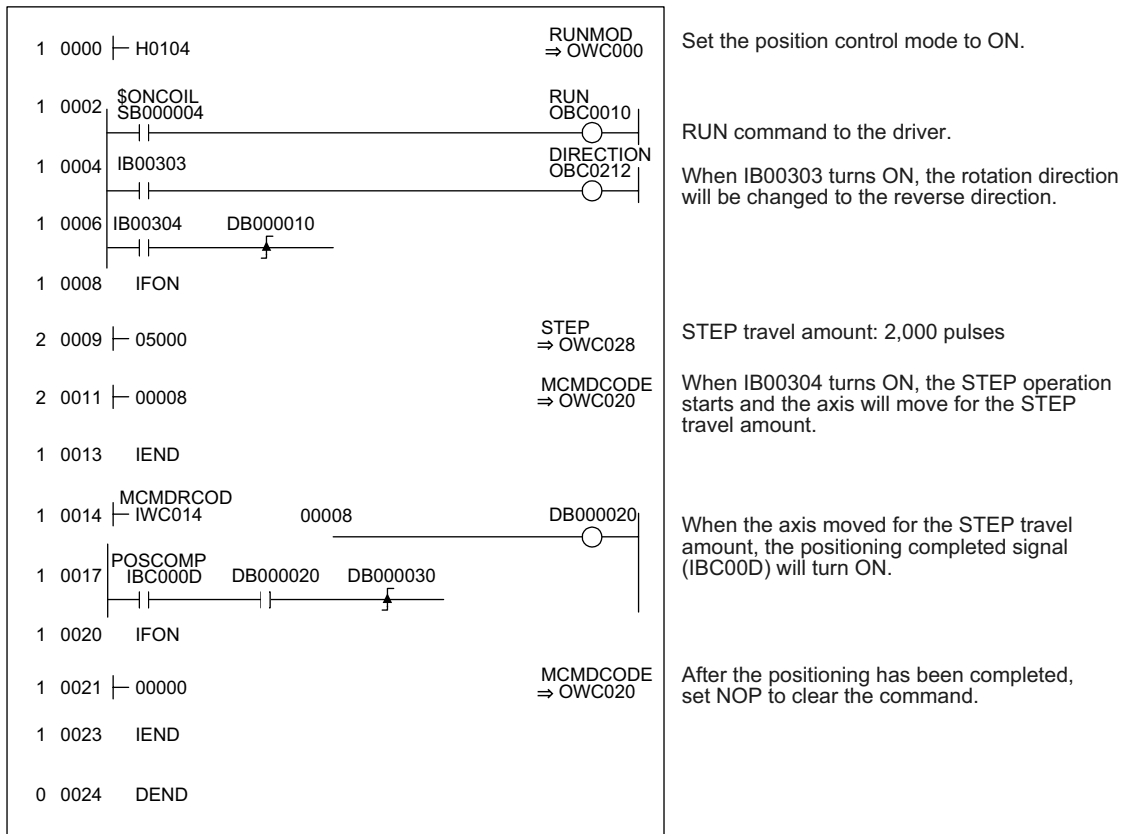 1 0000 H0104 RUNMOD
⇒ OWC000
Set the position control mode to ON.
1 0002 $ONCOIL RUN
SB000004 OBC0010
RUN command to the driver.
1 0004 IB00303 DIRECTION
OBC0212
When IB00303 turns ON, the rotation direction
will be changed to the reverse direction.
1 0006 IB00304 DB000010
1 0008 IFON
2 0009 05000 STEP
⇒ OWC028
STEP travel amount: 2,000 pulses
2 0011 00008 MCMDCODE
⇒ OWC020
When IB00304 turns ON, the STEP operation
starts and the axis will move for the STEP
travel amount.
1 0013 IEND
MCMDRCOD
1 0014 IWC014 00008 DB000020
When the axis moved for the STEP travel
amount, the positioning completed signal
(IBC00D) will turn ON.
POSCOMP
1 0017 IBC000D DB000020 DB000030
1 0020 IFON
1 0021 00000 MCMDCODE
⇒ OWC020
After the positioning has been completed,
set NOP to clear the command.
1 0023 IEND
0 0024 DEND